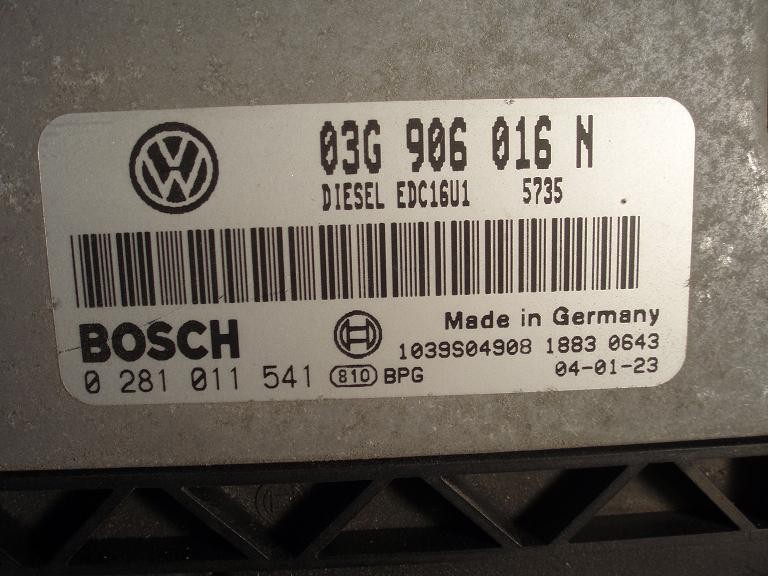 03G 906 016 N
DIESEL EDC16U1 5735
BOSCH
Made in Germany
1039S04908 1883 0643
0 281 011 541 810 BPG
04-01-23